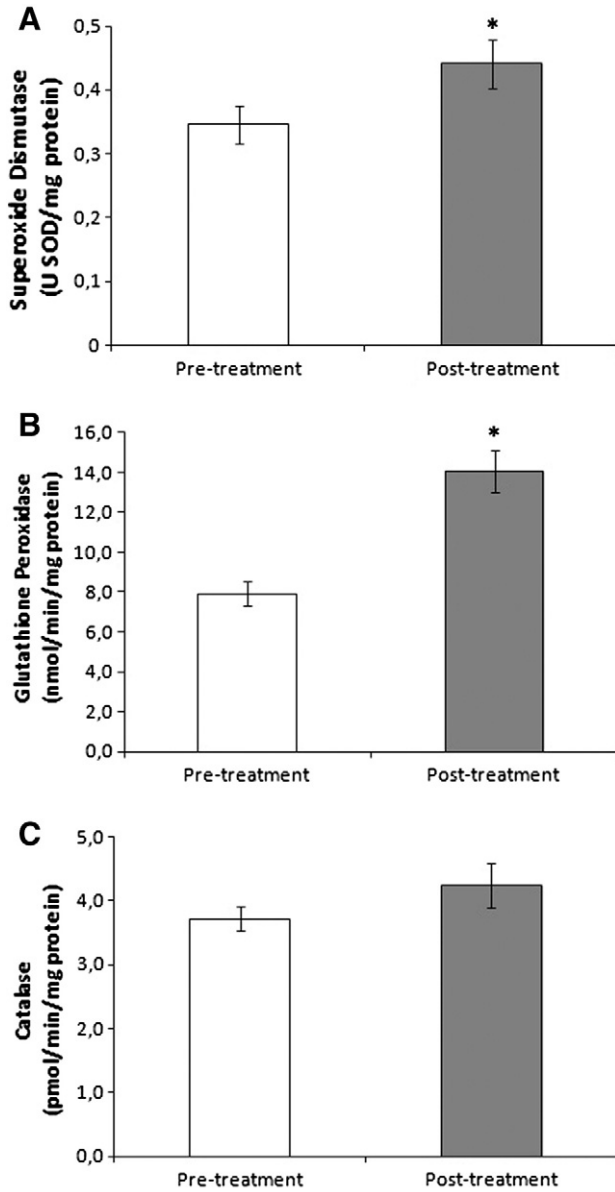 A
Superoxide Dismutase
(U SOD/mg protein)
0,5
0,4
0,3
0,2
0,1
0
*
Pre-treatment
Post-treatment
B
Glutathione Peroxidase
(nmol/min/mg protein)
16,0
14,0
12,0
10,0
8,0
6,0
4,0
2,0
0,0
*
Pre-treatment
Post-treatment
C
Catalase
(pmol/min/mg protein)
5,0
4,0
3,0
2,0
1,0
0,0
Pre-treatment
Post-treatment